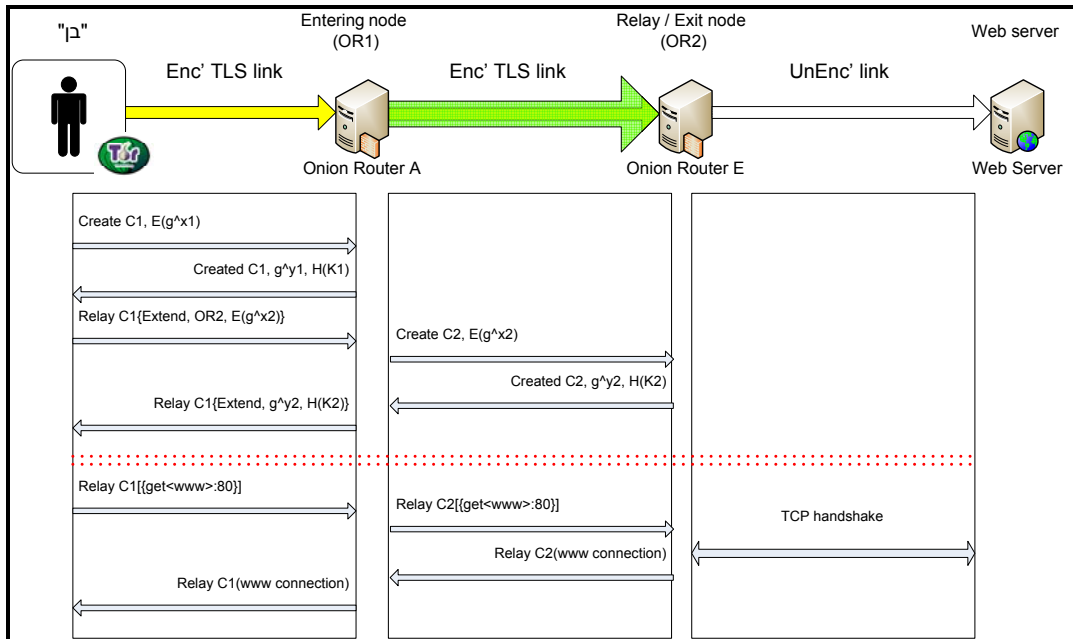 "בן"
Entering node
(OR1)
Relay / Exit node
(OR2)
Web server
Enc' TLS link
Enc' TLS link
UnEnc' link
Tor
Onion Router A
Onion Router E
Web Server
Create C1, E(g^x1)
Created C1, g^y1, H(K1)
Relay C1{Extend, OR2, E(g^x2)}
Create C2, E(g^x2)
Created C2, g^y2, H(K2)
Relay C1{Extend, g^y2, H(K2)}
Relay C1[{get<www>:80}]
Relay C2[{get<www>:80}]
TCP handshake
Relay C2(www connection)
Relay C1(www connection)